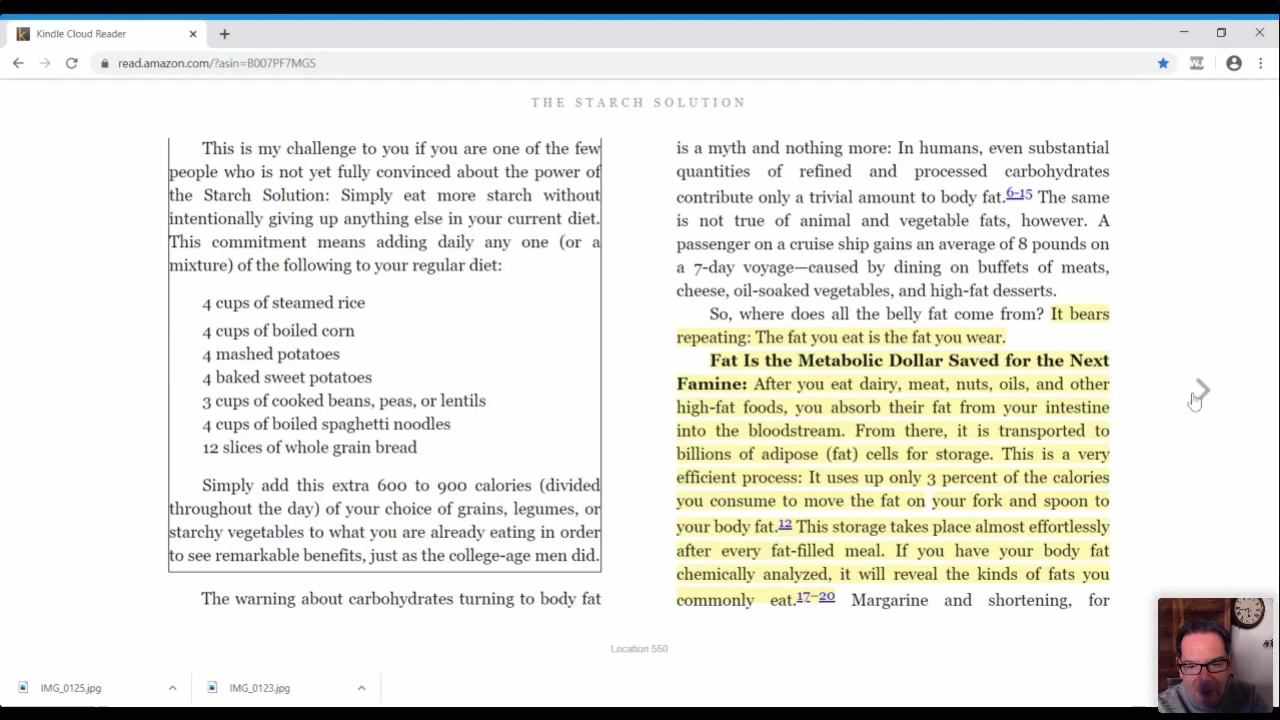 Kindle Cloud Reader
read.amazon.com/?asin=B007PF7MGS
THE STARCH SOLUTION
This is my challenge to you if you are one of the few
people who is not yet fully convinced about the power of
the Starch Solution: Simply eat more starch without
intentionally giving up anything else in your current diet.
This commitment means adding daily any one (or a
mixture) of the following to your regular diet:
4 cups of steamed rice
4 cups of boiled corn
4 mashed potatoes
4 baked sweet potatoes
3 cups of cooked beans, peas, or lentils
4 cups of boiled spaghetti noodles
12 slices of whole grain bread
Simply add this extra 600 to 900 calories (divided
throughout the day) of your choice of grains, legumes, or
starchy vegetables to what you are already eating in order
to see remarkable benefits, just as the college-age men did.
The warning about carbohydrates turning to body fat
is a myth and nothing more: In humans, even substantial
quantities of refined and processed carbohydrates
contribute only a trivial amount to body fat.6-15 The same
is not true of animal and vegetable fats, however. A
passenger on a cruise ship gains an average of 8 pounds on
a 7-day voyage—caused by dining on buffets of meats,
cheese, oil-soaked vegetables, and high-fat desserts.
So, where does all the belly fat come from? It bears
repeating: The fat you eat is the fat you wear.
Fat Is the Metabolic Dollar Saved for the Next
Famine: After you eat dairy, meat, nuts, oils, and other
high-fat foods, you absorb their fat from your intestine
into the bloodstream. From there, it is transported to
billions of adipose (fat) cells for storage. This is a very
efficient process: It uses up only 3 percent of the calories
you consume to move the fat on your fork and spoon to
your body fat.12 This storage takes place almost effortlessly
after every fat-filled meal. If you have your body fat
chemically analyzed, it will reveal the kinds of fats you
commonly eat.17–20 Margarine and shortening, for
Location 550
IMG_0125.jpg
IMG_0123.jpg